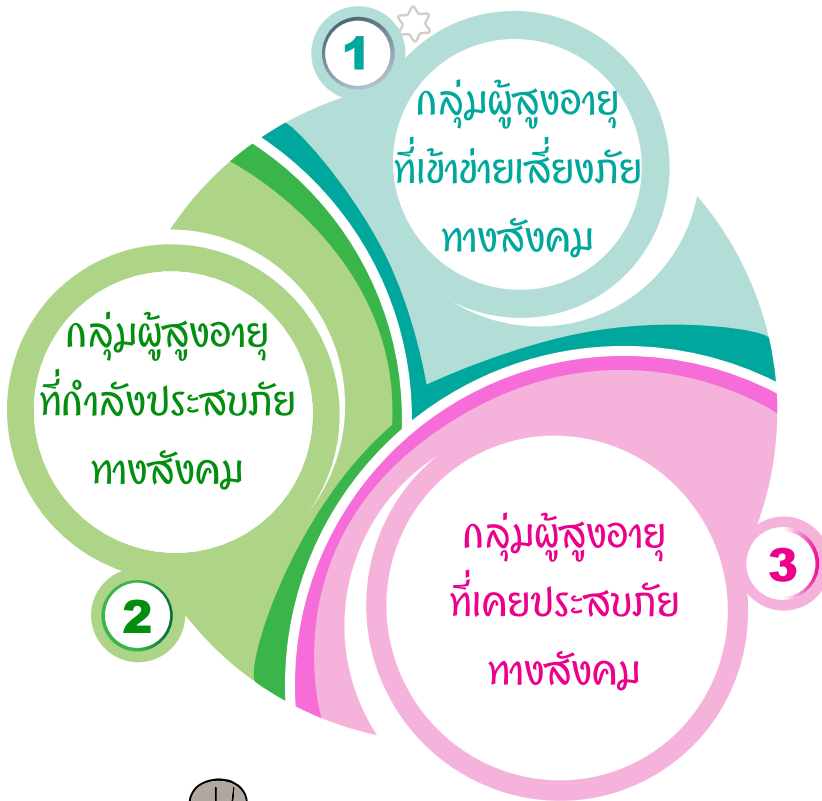 1
กลุ่มผู้สูงอายุ
ที่เข้าข่ายเสี่ยงภัย
ทางสังคม
กลุ่มผู้สูงอายุ
ที่กำลังประสบภัย
ทางสังคม
2
กลุ่มผู้สูงอายุ
ที่เคยประสบภัย
ทางสังคม
3